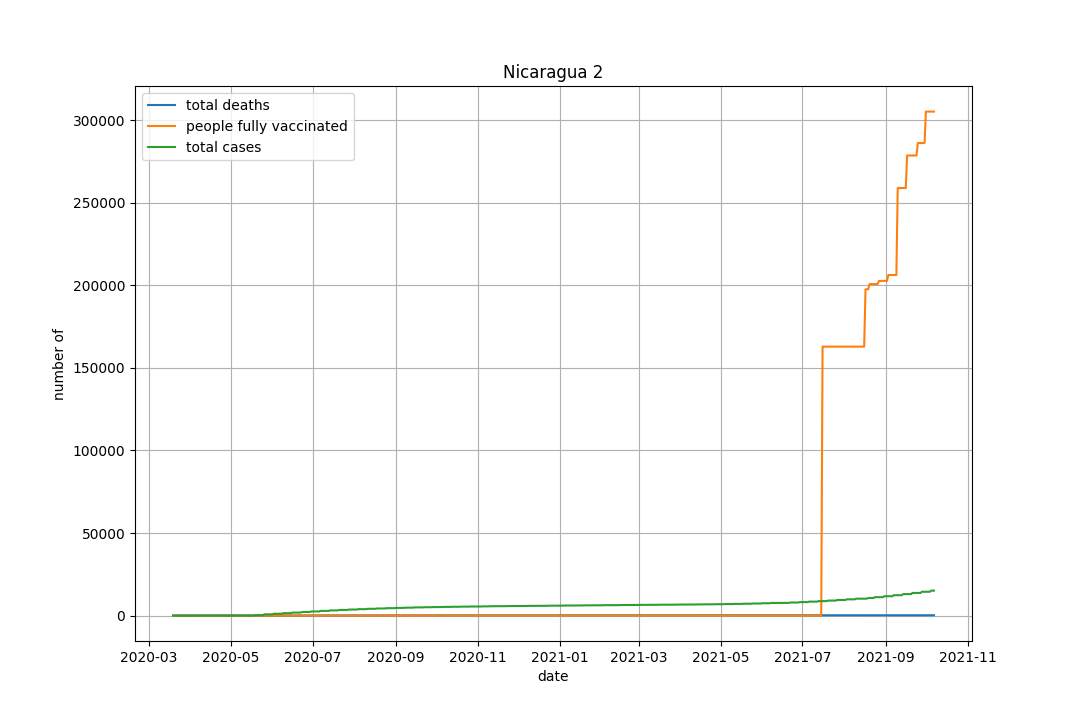 Nicaragua 2
total deaths
people fully vaccinated
total cases
300000
250000
200000
150000
100000
50000
0
number of
2020-03 2020-05 2020-07 2020-09 2020-11 2021-01 2021-03 2021-05 2021-07 2021-09 2021-11
date